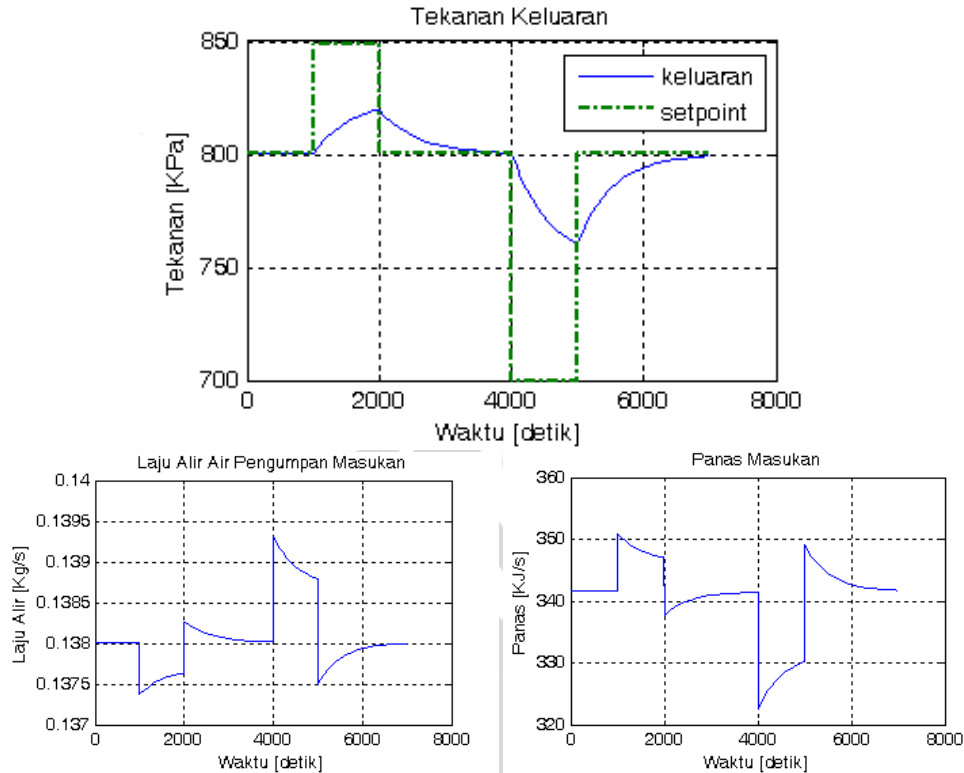 Tekanan Keluaran
850
800
750
700
Tekanan [KPa]
keluaran
setpoint
0
2000
4000
6000
8000
Waktu [detik]
Laju Alir Air Pengumpan Masukan
0.14
0.1395
0.139
0.1385
0.138
0.1375
0.137
Laju Alir [Kg/s]
0
2000
4000
6000
8000
Waktu [detik]
Panas Masukan
360
350
340
330
320
Panas [KJ/s]
0
2000
4000
6000
8000
Waktu [detik]